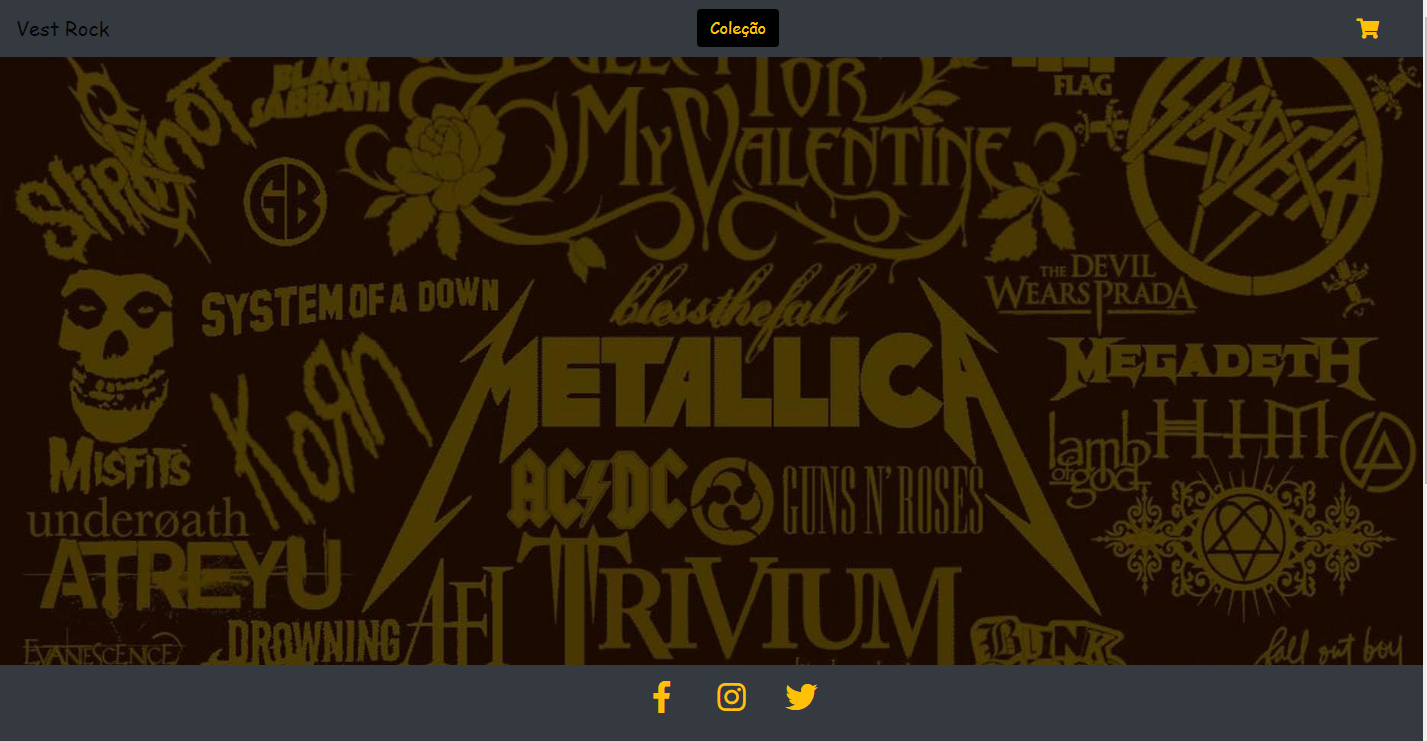 Vest Rock
Coleção
BLACK
SABBATH
SlipKnoT
FOR
My Valentine
FLAG
SLAYER
GB
THE DEVIL
WEARS PRADA
SYSTEM OF A DOWN
blessthefall
METALLICA
MEGADETH
KoЯn
HIM
lamb
of god
MISFITS
AC DC
GUNS N' ROSES
underøath
ATREYU
AFI
TRIVIUM
DROWNING
EVANESCENCE
BLINK
fall out boy